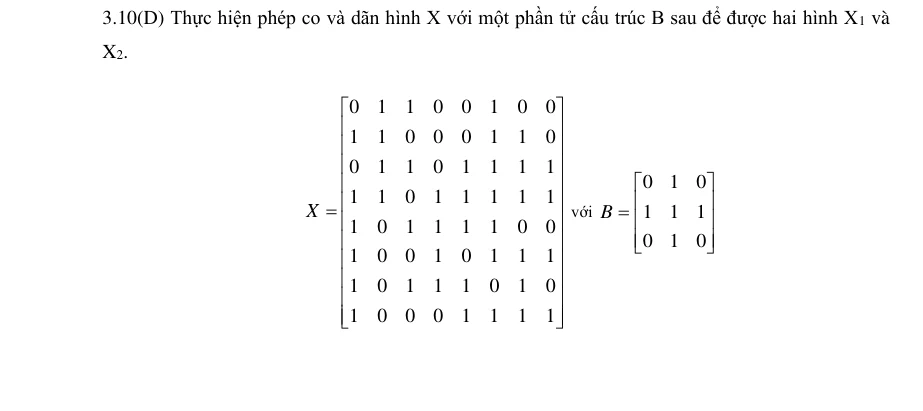 3.10(D) Thực hiện phép co và dãn hình X với một phần tử cấu trúc B sau để được hai hình X₁ và
X₂.
0 1 1 0 0 1 0 0
1 1 0 0 0 1 1 0
0 1 1 0 1 1 1 1
1 1 0 1 1 1 1 1
X = 1 0 1 1 1 1 0 0 với B = 0 1 0
1 1 1
0 1 0
1 0 0 1 0 1 1 1
1 0 1 1 1 0 1 0
1 0 0 0 1 1 1 1